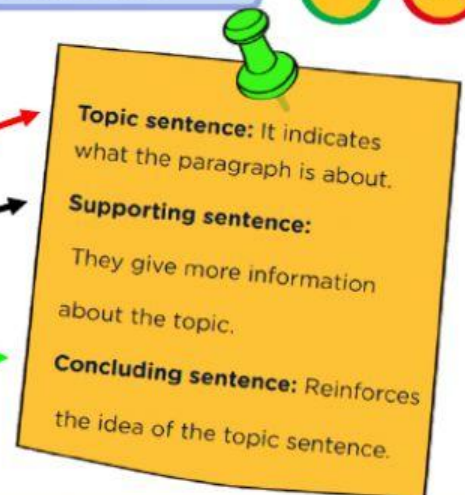 Topic sentence: It indicates
what the paragraph is about.
Supporting sentence:
They give more information
about the topic.
Concluding sentence: Reinforces
the idea of the topic sentence.